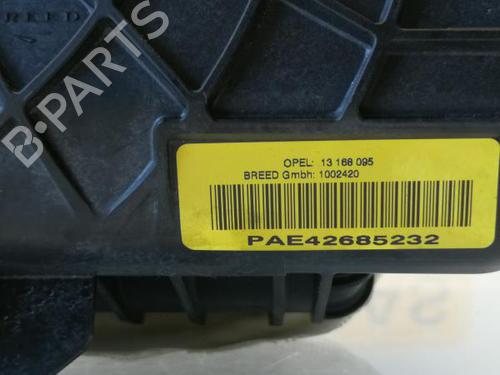 BREED
B-PARTS
OPEL: 13 168 095
BREED Gmbh: 1002420
PAE42685232